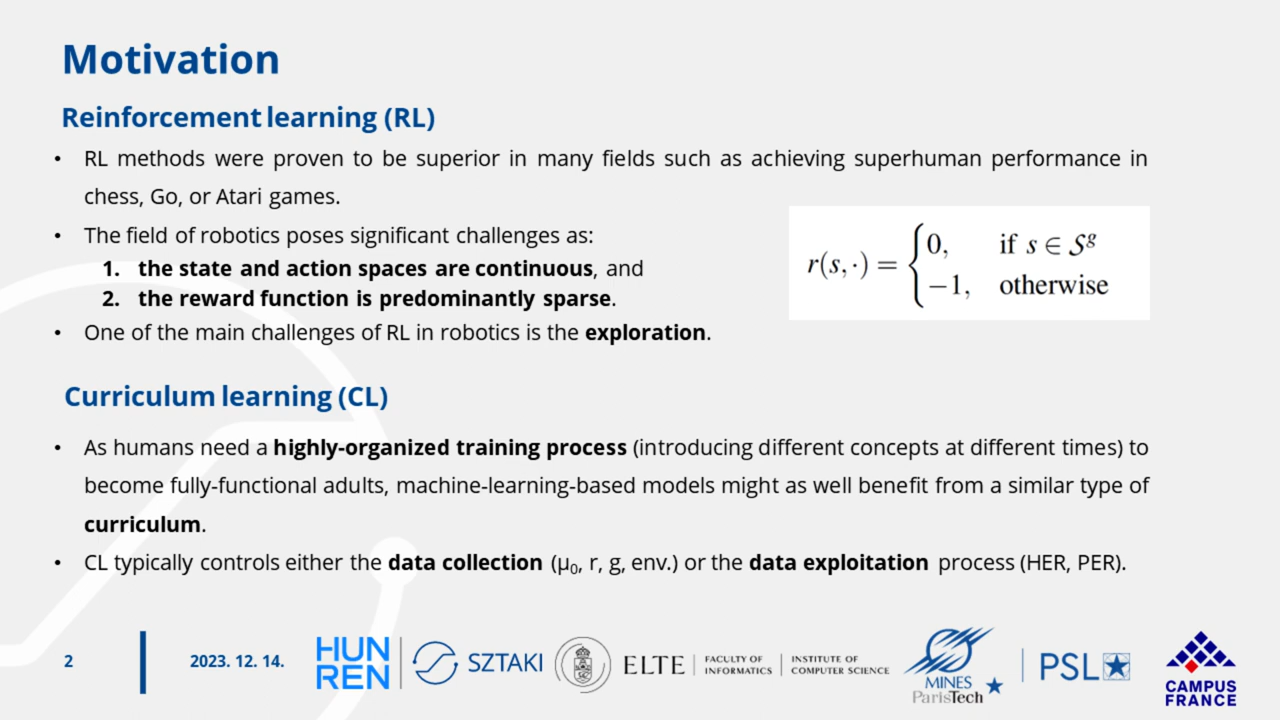 Motivation
Reinforcement learning (RL)
• RL methods were proven to be superior in many fields such as achieving superhuman performance in
chess, Go, or Atari games.
• The field of robotics poses significant challenges as:
1. the state and action spaces are continuous, and
2. the reward function is predominantly sparse.
• One of the main challenges of RL in robotics is the exploration.
r(s,·) = {0, if s ∈ 𝒮ᵍ
−1, otherwise
Curriculum learning (CL)
• As humans need a highly-organized training process (introducing different concepts at different times) to
become fully-functional adults, machine-learning-based models might as well benefit from a similar type of
curriculum.
• CL typically controls either the data collection (μ₀, r, g, env.) or the data exploitation process (HER, PER).
2
2023. 12. 14.
HUN
REN
SZTAKI
ELTE
FACULTY OF
INFORMATICS
INSTITUTE OF
COMPUTER SCIENCE
MINES
ParisTech
PSL
CAMPUS
FRANCE